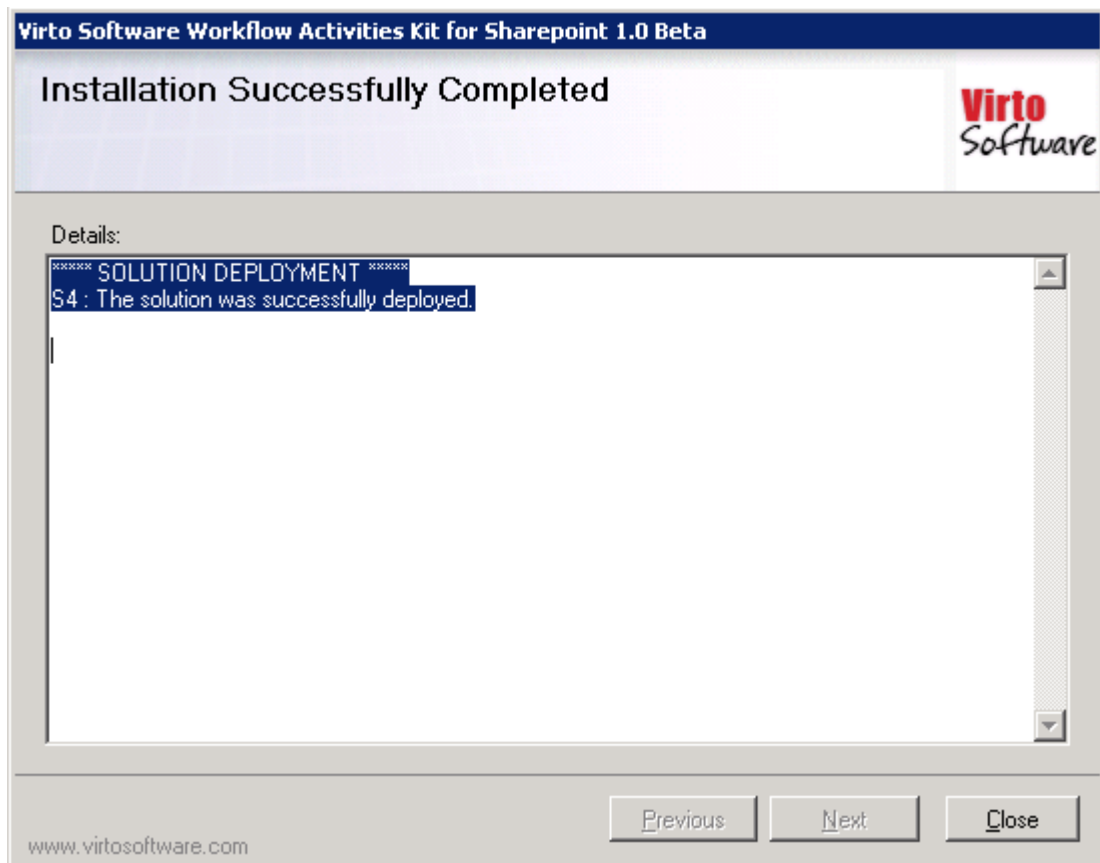 Virto Software Workflow Activities Kit for Sharepoint 1.0 Beta
Installation Successfully Completed
Virto
Software
Details:
***** SOLUTION DEPLOYMENT *****
S4 : The solution was successfully deployed.
Previous
Next
Close
www.virtosoftware.com